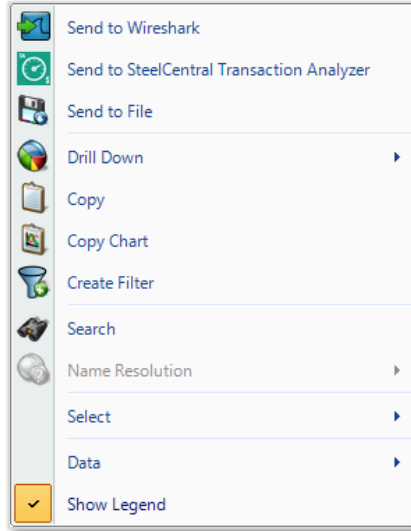 Send to Wireshark
Send to SteelCentral Transaction Analyzer
Send to File
Drill Down
Copy
Copy Chart
Create Filter
Search
Name Resolution
Select
Data
Show Legend